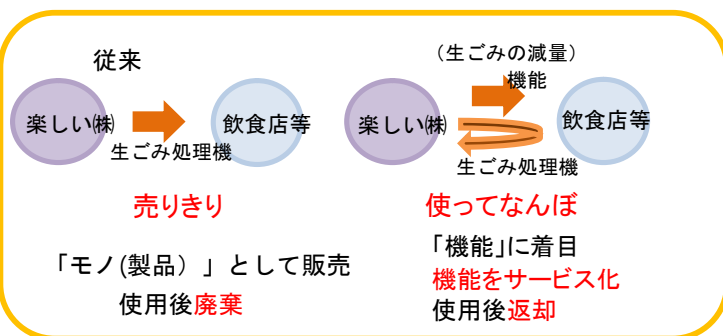 従来
楽しい㈱
飲食店等
生ごみ処理機
売りきり
「モノ(製品）」として販売
使用後廃棄
（生ごみの減量）
機能
楽しい㈱
飲食店等
生ごみ処理機
使ってなんぼ
「機能」に着目
機能をサービス化
使用後返却